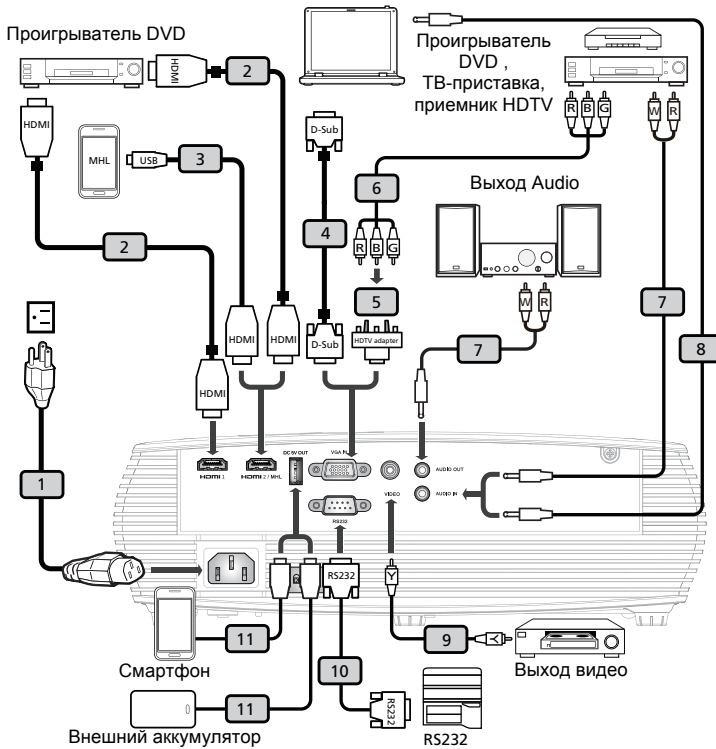 Проигрыватель DVD
HDMI
2
HDMI
MHL
USB
3
2
D-Sub
4
D-Sub
Проигрыватель
DVD ,
ТВ-приставка,
приемник HDTV
R B G
W R
6
R B G
5
HDTV adapter
Выход Audio
W R
7
7
8
HDMI
HDMI
HDMI
1
HDMI 1
HDMI 2 / MHL
DC 5V OUT
VGA IN
RS232
VIDEO
AUDIO OUT
AUDIO IN
RS232
Y
11
Смартфон
11
Внешний аккумулятор
10
RS232
RS232
9
Y
Выход видео